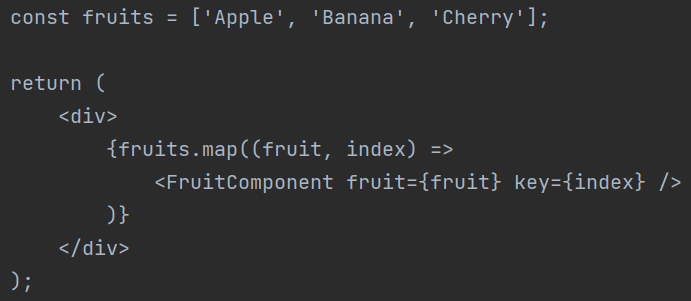 const fruits = ['Apple', 'Banana', 'Cherry'];
return (
    <div>
        {fruits.map((fruit, index) =>
            <FruitComponent fruit={fruit} key={index} />
        )}
    </div>
);